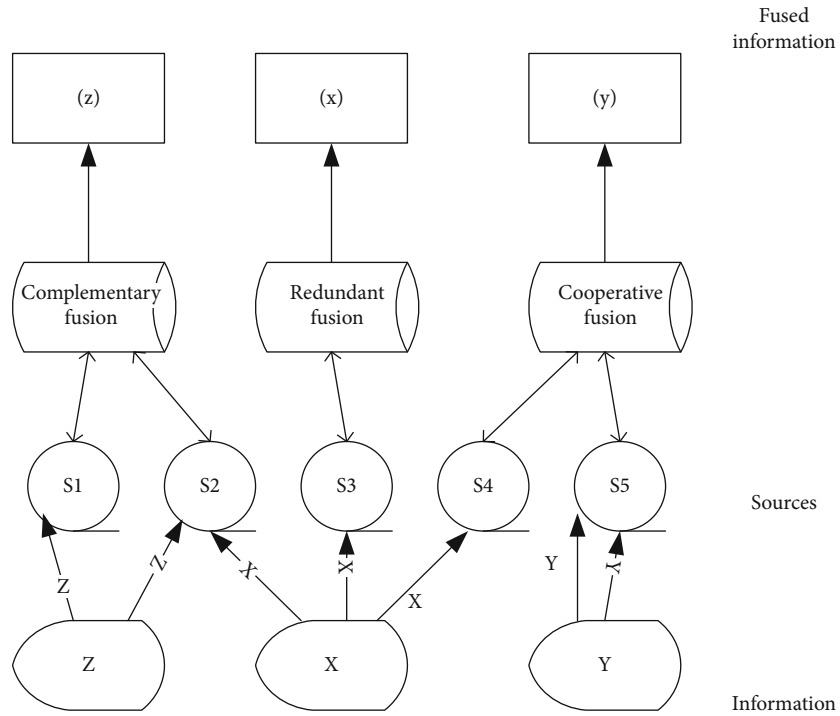 Fused
information
(z)
(x)
(y)
Complementary
fusion
Redundant
fusion
Cooperative
fusion
S1
S2
S3
S4
S5
Sources
Z
Z
X
X
X
Y
Y
Z
X
Y
Information